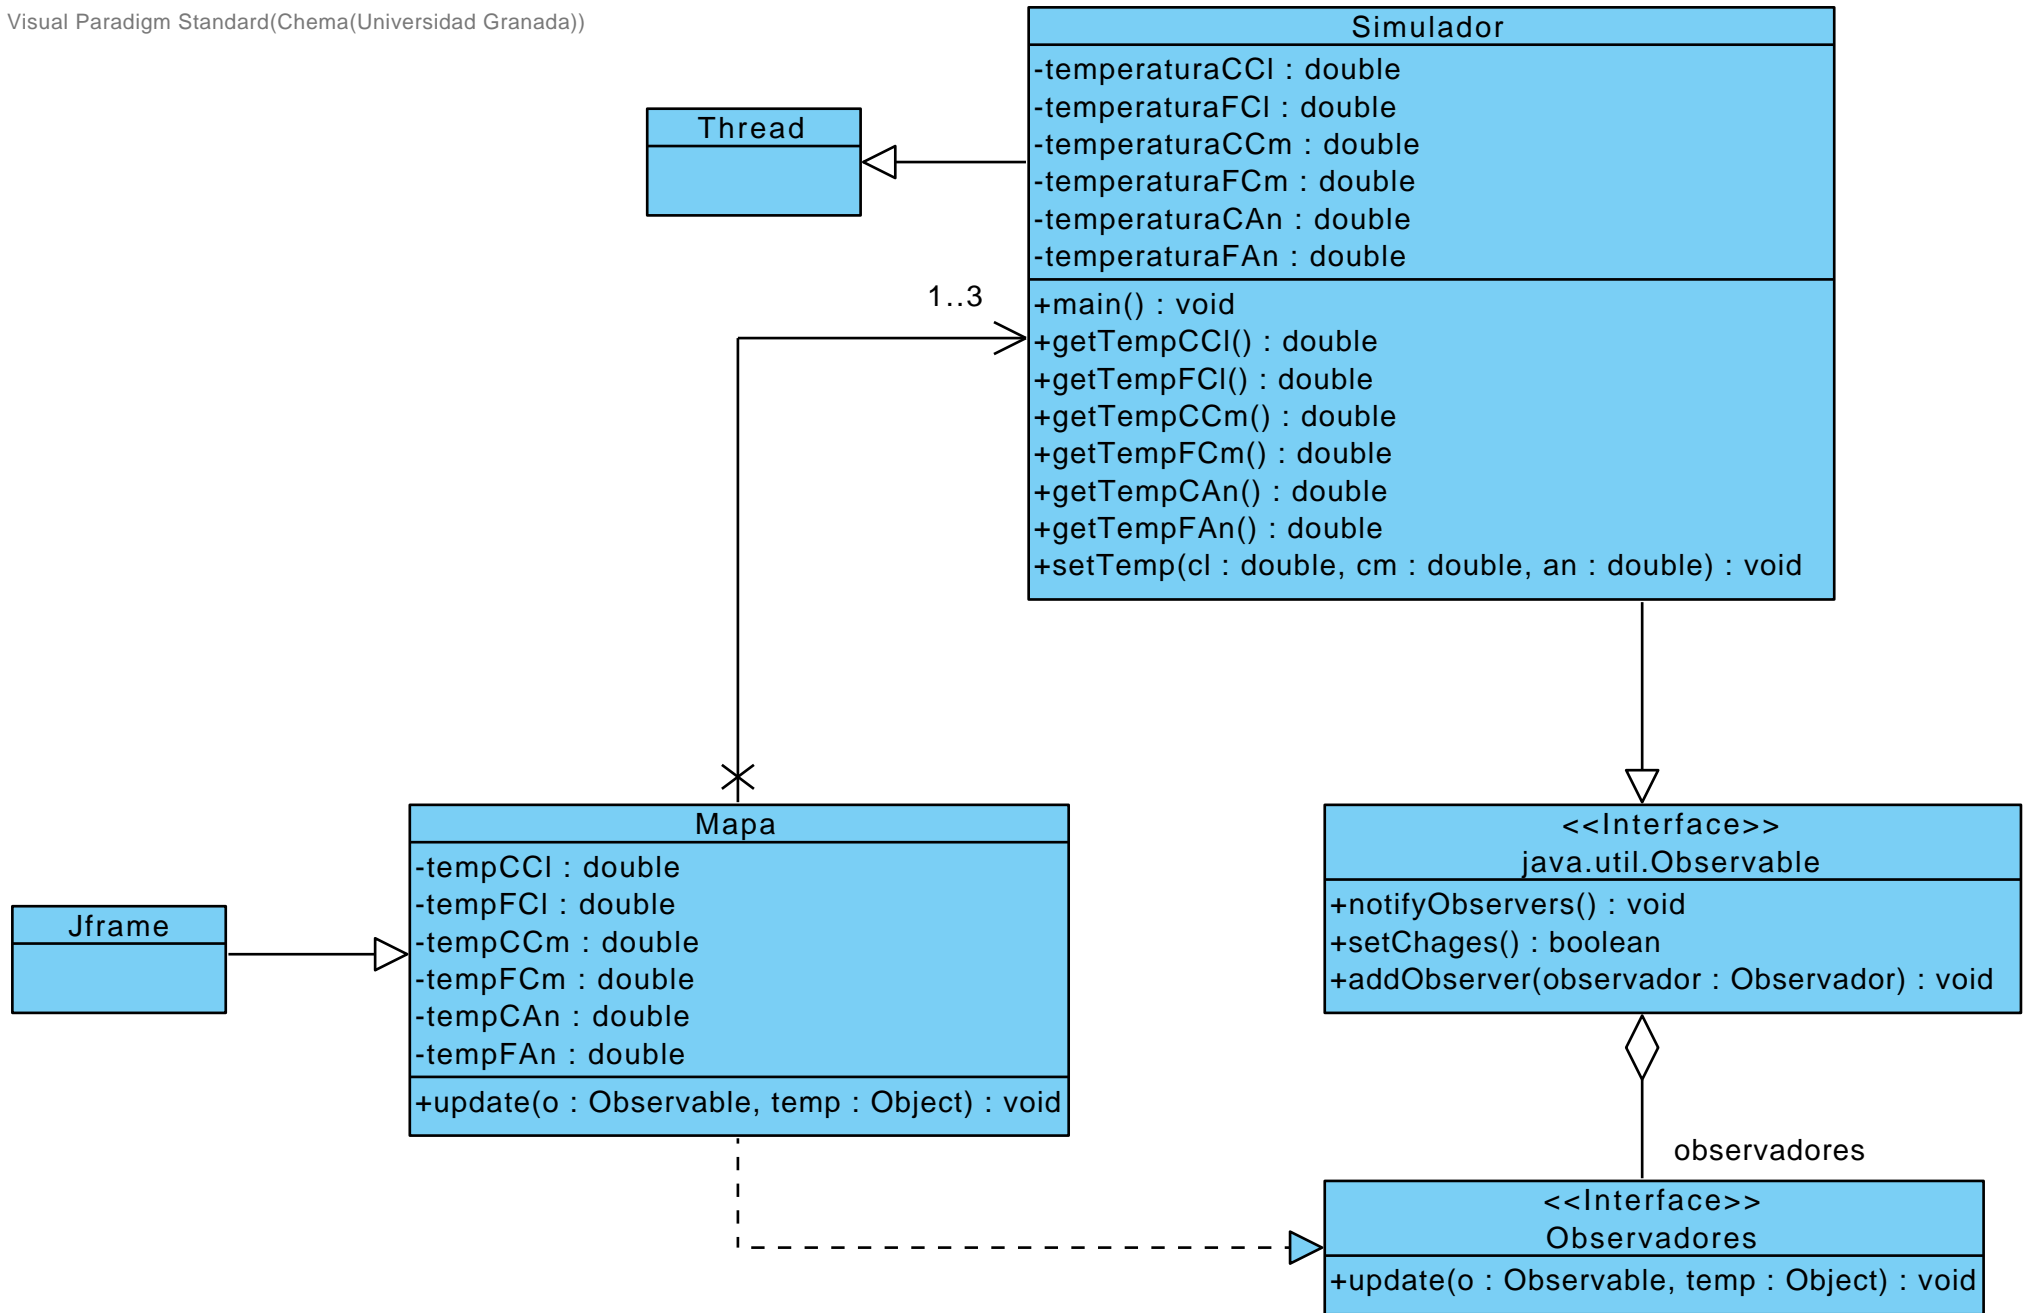 Visual Paradigm Standard(Chema(Universidad Granada))
Simulador
-temperaturaCCl : double
-temperaturaFCl : double
-temperaturaCCm : double
-temperaturaFCm : double
-temperaturaCAn : double
-temperaturaFAn : double
+main() : void
+getTempCCl() : double
+getTempFCl() : double
+getTempCCm() : double
+getTempFCm() : double
+getTempCAn() : double
+getTempFAn() : double
+setTemp(cl : double, cm : double, an : double) : void
Thread
1..3
Mapa
-tempCCl : double
-tempFCl : double
-tempCCm : double
-tempFCm : double
-tempCAn : double
-tempFAn : double
+update(o : Observable, temp : Object) : void
Jframe
<<Interface>>
java.util.Observable
+notifyObservers() : void
+setChages() : boolean
+addObserver(observador : Observador) : void
observadores
<<Interface>>
Observadores
+update(o : Observable, temp : Object) : void